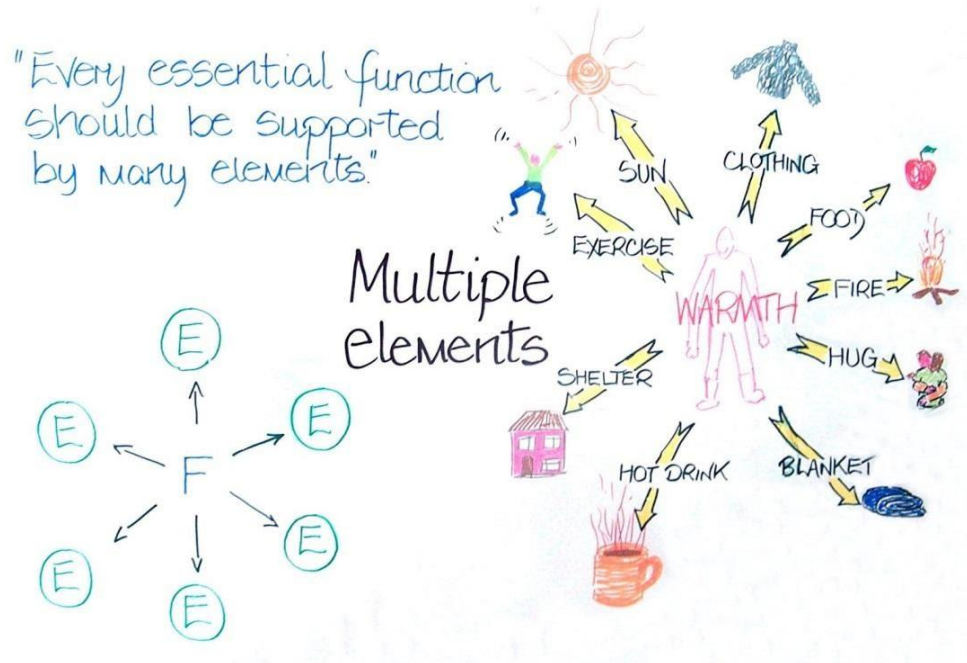 "Every essential function
should be supported
by many elements."
Multiple
elements
SUN
CLOTHING
EXERCISE
FOOD
WARMTH
FIRE
HUG
SHELTER
HOT DRINK
BLANKET
E
E
E
F
E
E
E